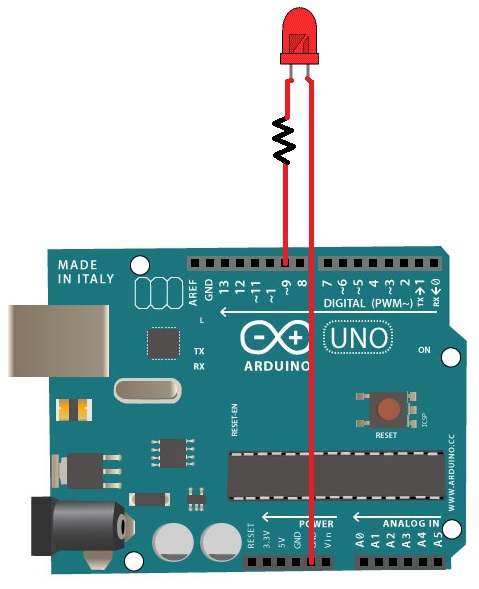 MADE
IN ITALY
AREF
GND
13
12
~11
~1
~9
8
7
~6
~5
~4
~3
2
TX→1
RX←0
DIGITAL (PWM~)
L
TX
RX
ARDUINO
UNO
ON
RESET-EN
ICSP
RESET
WWW.ARDUINO.CC
POWER
ANALOG IN
RESET
3.3V
5V
GND
Vin
A0
A1
A2
A3
A4
A5